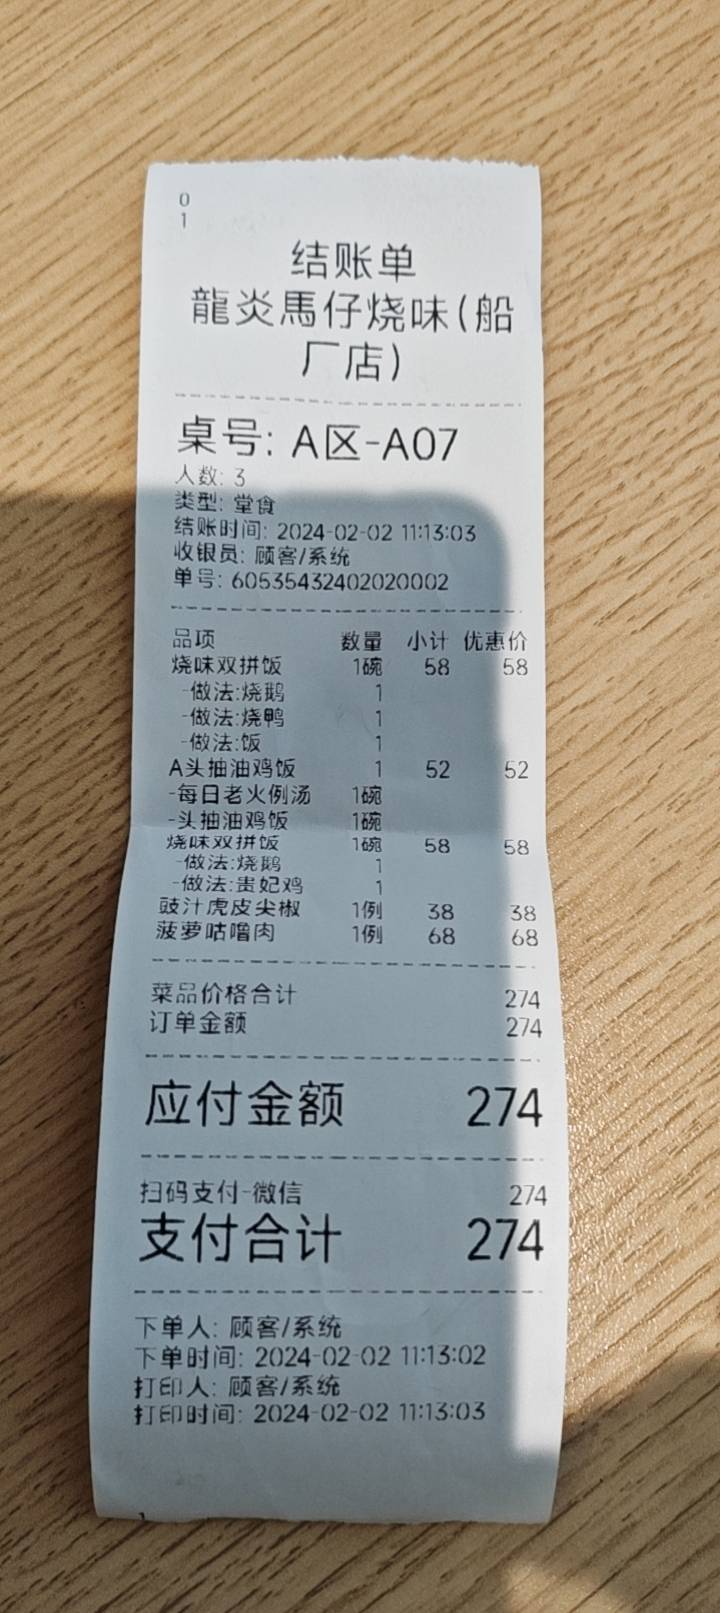 0
1
结账单
龍炎馬仔烧味(船
厂店)
桌号: A区-A07
人数: 3
类型: 堂食
结账时间: 2024-02-02 11:13:03
收银员: 顾客/系统
单号: 60535432402020002
品项 数量 小计 优惠价
烧味双拼饭 1碗 58 58
-做法:烧鹅 1
-做法:烧鸭 1
-做法:饭 1
A头抽油鸡饭 1 52 52
-每日老火例汤 1碗
-头抽油鸡饭 1碗
烧味双拼饭 1碗 58 58
-做法:烧鹅 1
-做法:贵妃鸡 1
豉汁虎皮尖椒 1例 38 38
菠萝咕噜肉 1例 68 68
菜品价格合计 274
订单金额 274
应付金额 274
扫码支付-微信 274
支付合计 274
下单人: 顾客/系统
下单时间: 2024-02-02 11:13:02
打印人: 顾客/系统
打印时间: 2024-02-02 11:13:03